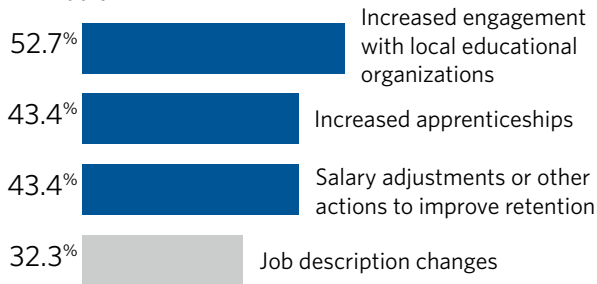 Increased engagement
52.7%
with local educational
organizations
43.4%
Increased apprenticeships
43.4%
Salary adjustments or other
actions to improve retention
32.3%
Job description changes